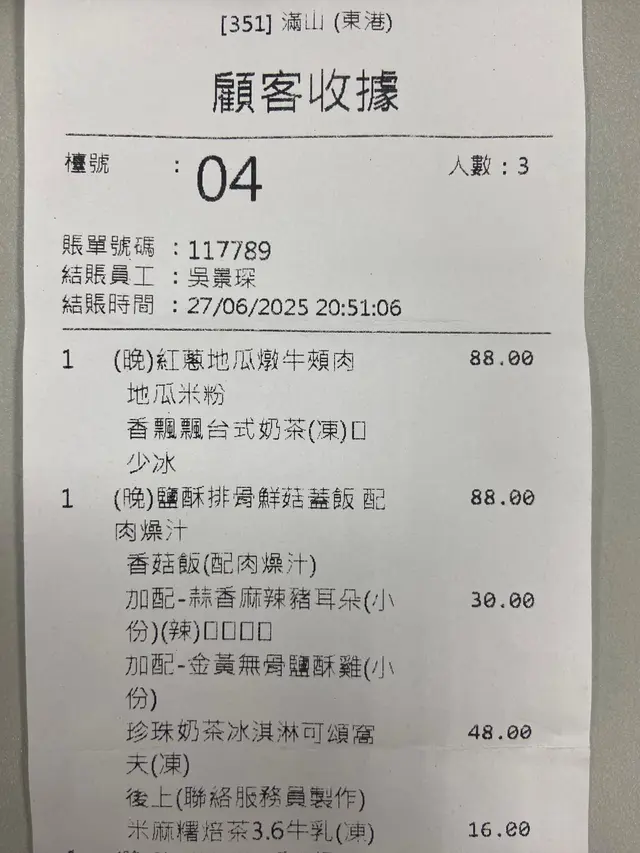 [351] 滿山 (東港)
顧客收據
檯號 : 04 人數 : 3
賬單號碼 : 117789
結賬員工 : 吳景琛
結賬時間 : 27/06/2025 20:51:06
1 (晚)紅蔥地瓜燉牛頰肉 88.00
地瓜米粉
香飄飄台式奶茶(凍)□
少冰
1 (晚)鹽酥排骨鮮菇蓋飯 配 88.00
肉燥汁
香菇飯(配肉燥汁)
加配-蒜香麻辣豬耳朵(小 30.00
份)(辣)□□□□
加配-金黃無骨鹽酥雞(小
份)
珍珠奶茶冰淇淋可頌窩 48.00
夫(凍)
後上(聯絡服務員製作)
米麻糬焙茶3.6牛乳(凍) 16.00